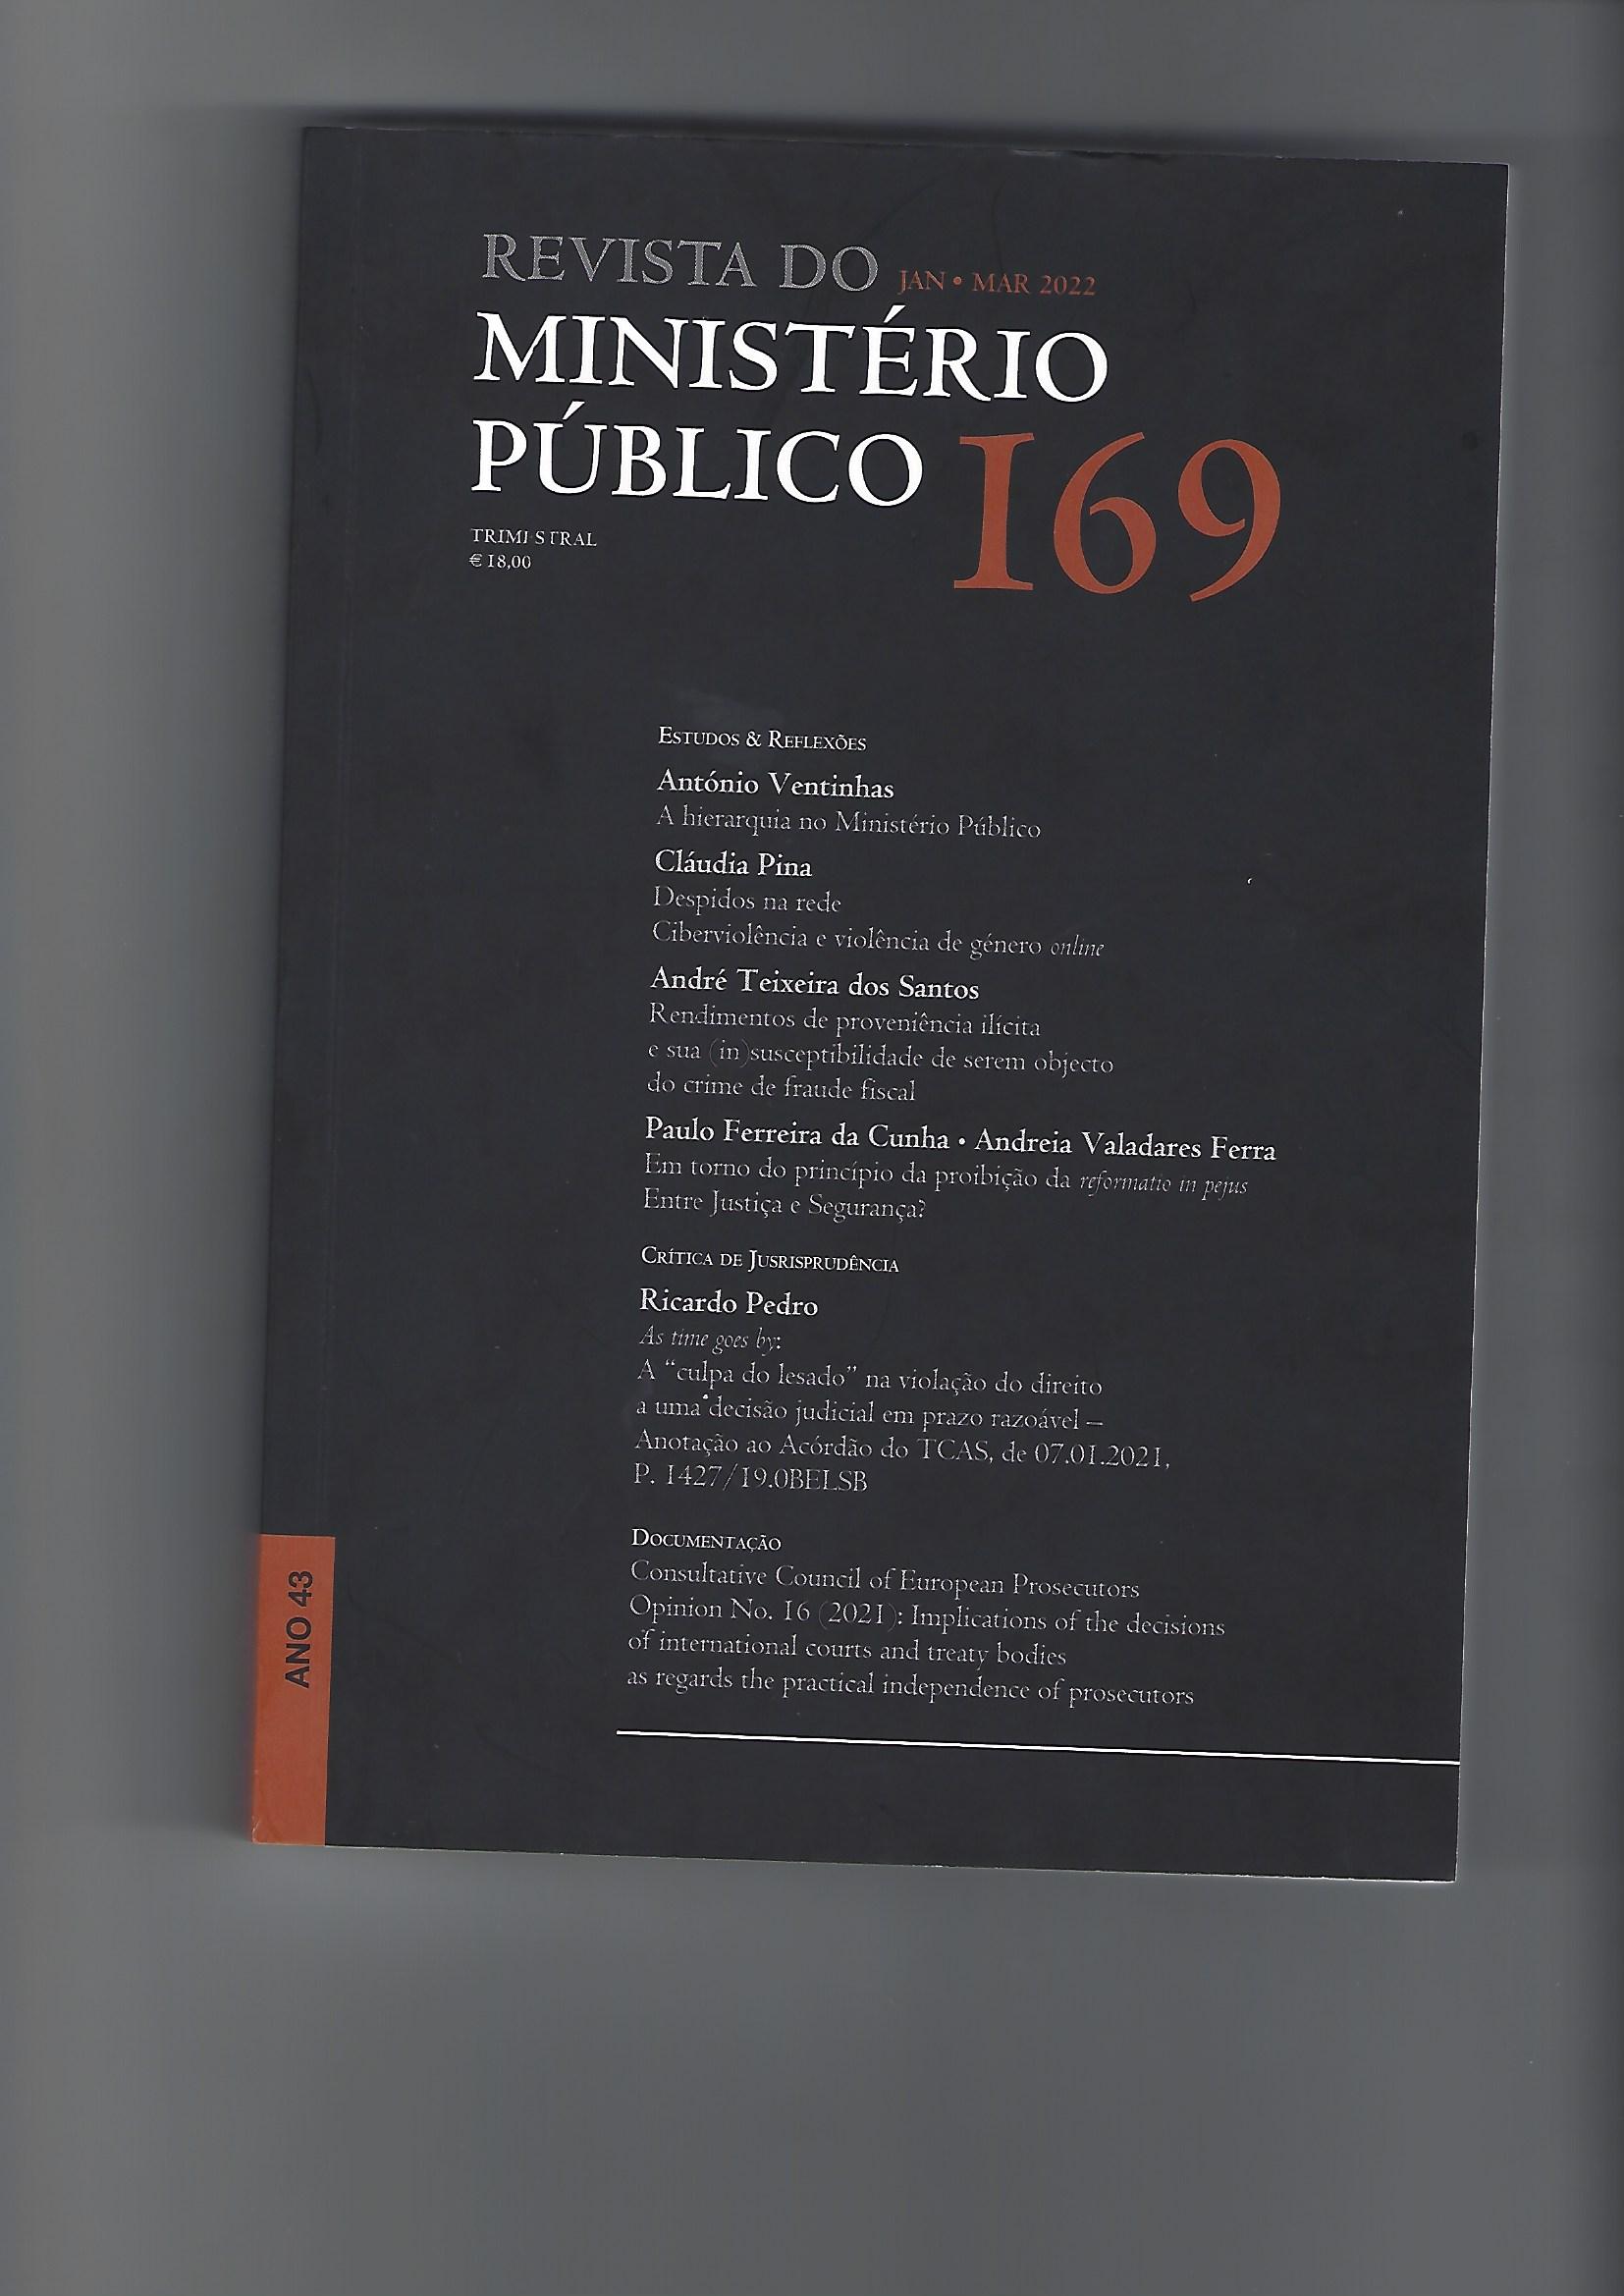 REVISTA DO JAN • MAR 2022
MINISTÉRIO
PÚBLICO 169
TRIMESTRAL
€ 18,00
ESTUDOS & REFLEXÕES
António Ventinhas
A hierarquia no Ministério Público
Cláudia Pina
Despidos na rede
Ciberviolência e violência de género online
André Teixeira dos Santos
Rendimentos de proveniência ilícita
e sua (in)susceptibilidade de serem objecto
do crime de fraude fiscal
Paulo Ferreira da Cunha • Andreia Valadares Ferra
Em torno do princípio da proibição da reformatio in pejus
Entre Justiça e Segurança?
CRÍTICA DE JUSRISPRUDÊNCIA
Ricardo Pedro
As time goes by:
A “culpa do lesado” na violação do direito
a uma decisão judicial em prazo razoável –
Anotação ao Acórdão do TCAS, de 07.01.2021,
P. 1427/19.0BELSB
DOCUMENTAÇÃO
Consultative Council of European Prosecutors
Opinion No. 16 (2021): Implications of the decisions
of international courts and treaty bodies
as regards the practical independence of prosecutors
ANO 43